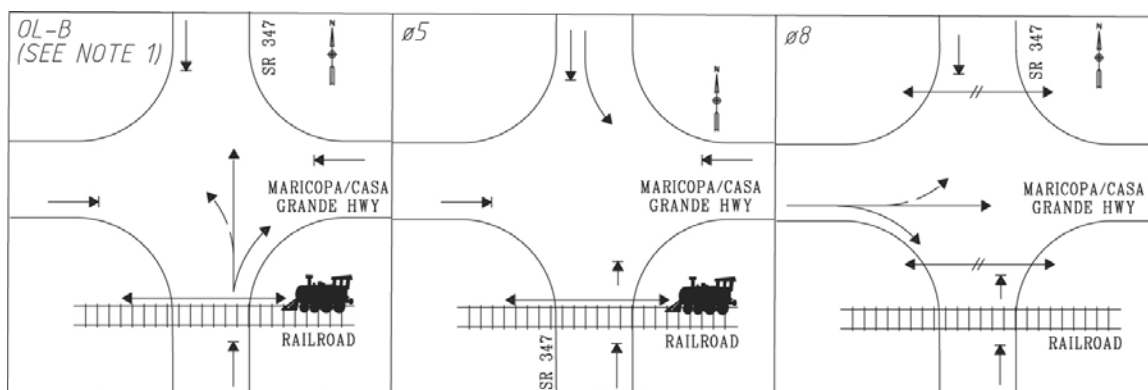 OL-B
(SEE NOTE 1)
SR 347
N
MARICOPA/CASA
GRANDE HWY
RAILROAD
ø5
N
MARICOPA/CASA
GRANDE HWY
RAILROAD
SR 347
ø8
SR 347
N
MARICOPA/CASA
GRANDE HWY
RAILROAD